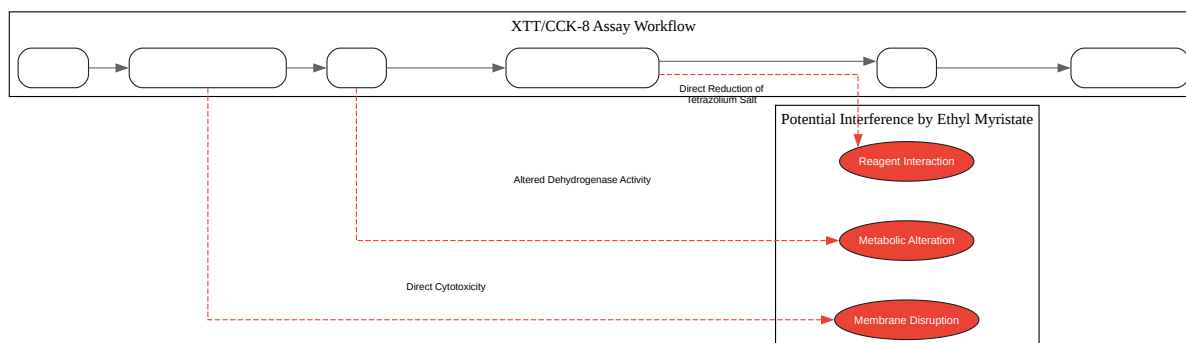 XTT/CCK-8 Assay Workflow
Direct Reduction of
Tetrazolium Salt
Potential Interference by Ethyl Myristate
Reagent Interaction
Altered Dehydrogenase Activity
Metabolic Alteration
Direct Cytotoxicity
Membrane Disruption